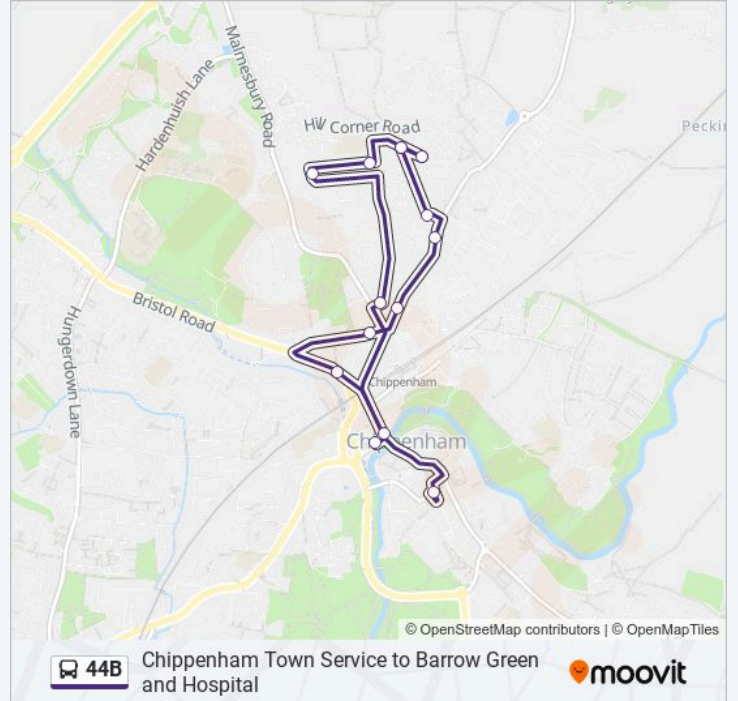 Malmesbury Road
Hardenhuish Lane
Hill Corner Road
Peckin
Bristol Road
Hungerdown Lane
Chippenham
Chippenham
© OpenStreetMap contributors | © OpenMapTiles
44B
Chippenham Town Service to Barrow Green
and Hospital
moovit